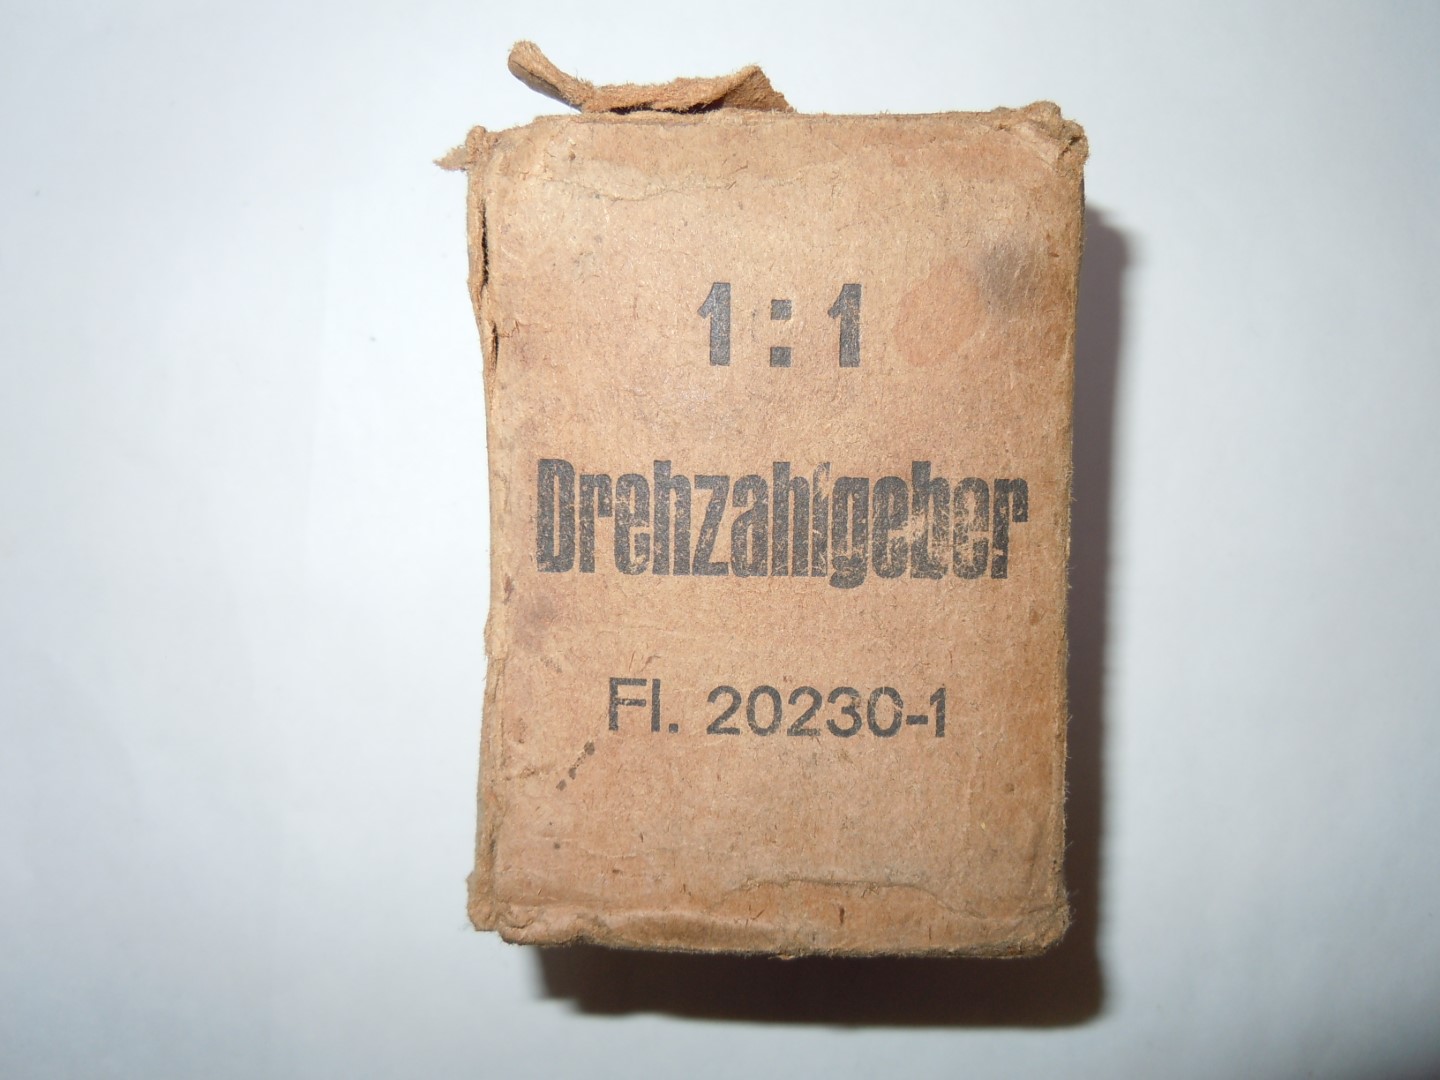 1 : 1
Drehzahlgeber
Fl. 20230-1